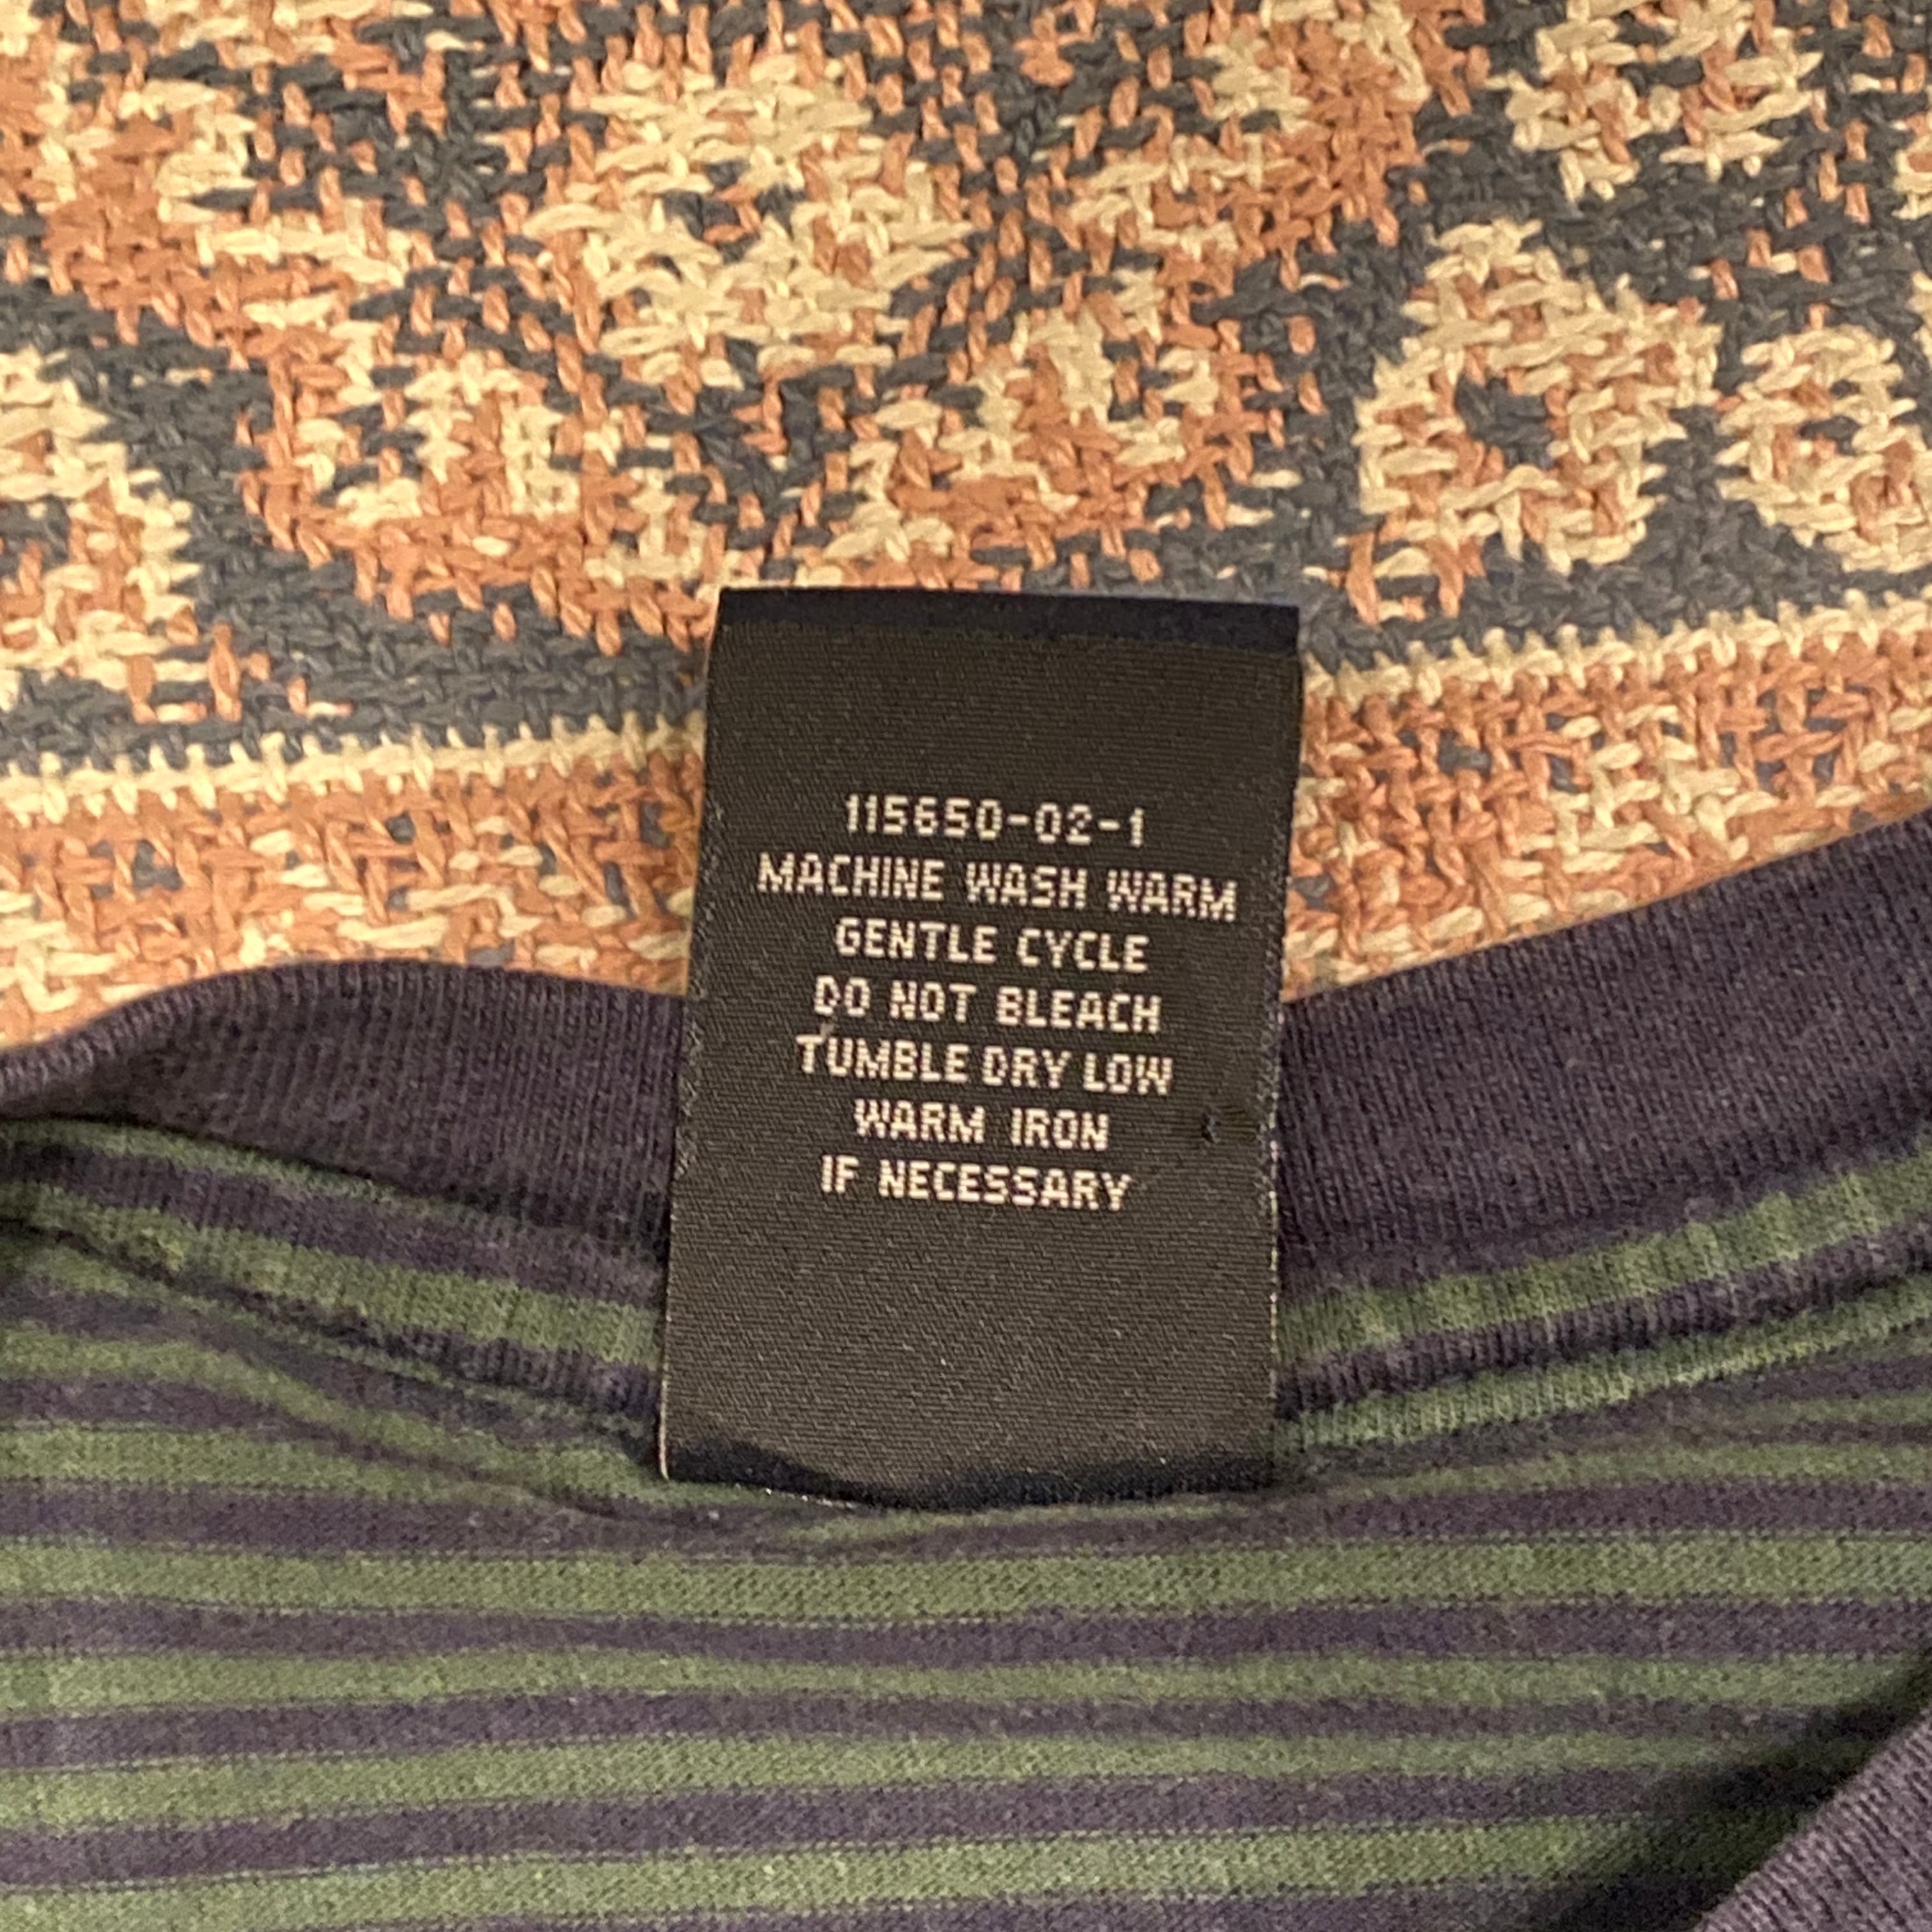 115650-02-1
MACHINE WASH WARM
GENTLE CYCLE
DO NOT BLEACH
TUMBLE DRY LOW
WARM IRON
IF NECESSARY